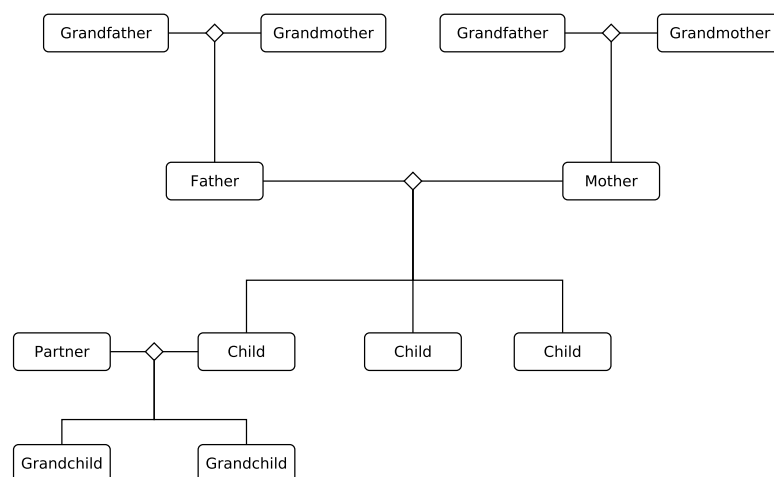 Grandfather
Grandmother
Grandfather
Grandmother
Father
Mother
Partner
Child
Child
Child
Grandchild
Grandchild